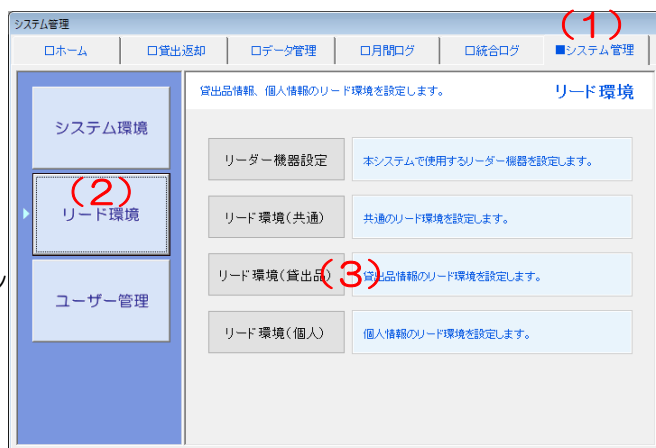 システム管理
(1)
□ホーム □貸出返却 □データ管理 □月間ログ □統合ログ ■システム管理
貸出品情報、個人情報のリード環境を設定します。 リード環境
システム環境
(2)
リード環境
ユーザー管理
リーダー機器設定 本システムで使用するリーダー機器を設定します。
リード環境(共通) 共通のリード環境を設定します。
リード環境(貸出品) (3) 貸出品情報のリード環境を設定します。
リード環境(個人) 個人情報のリード環境を設定します。